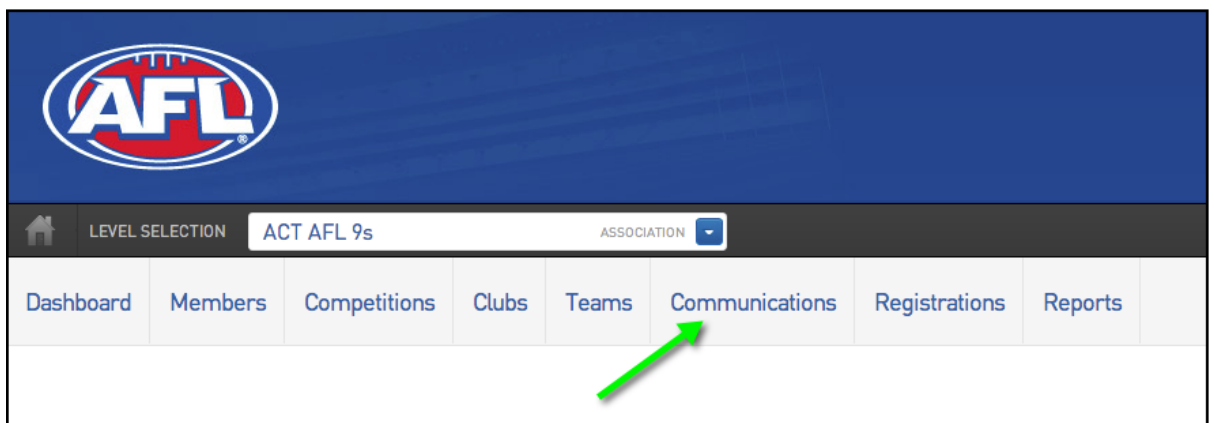 AFL®
LEVEL SELECTION ACT AFL 9s ASSOCIATION
Dashboard Members Competitions Clubs Teams Communications Registrations Reports